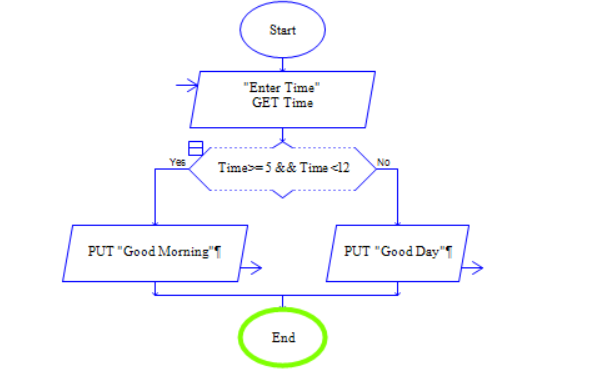 Start
"Enter Time"
GET Time
Yes
Time>= 5 && Time <12
No
PUT "Good Morning"¶
PUT "Good Day"¶
End